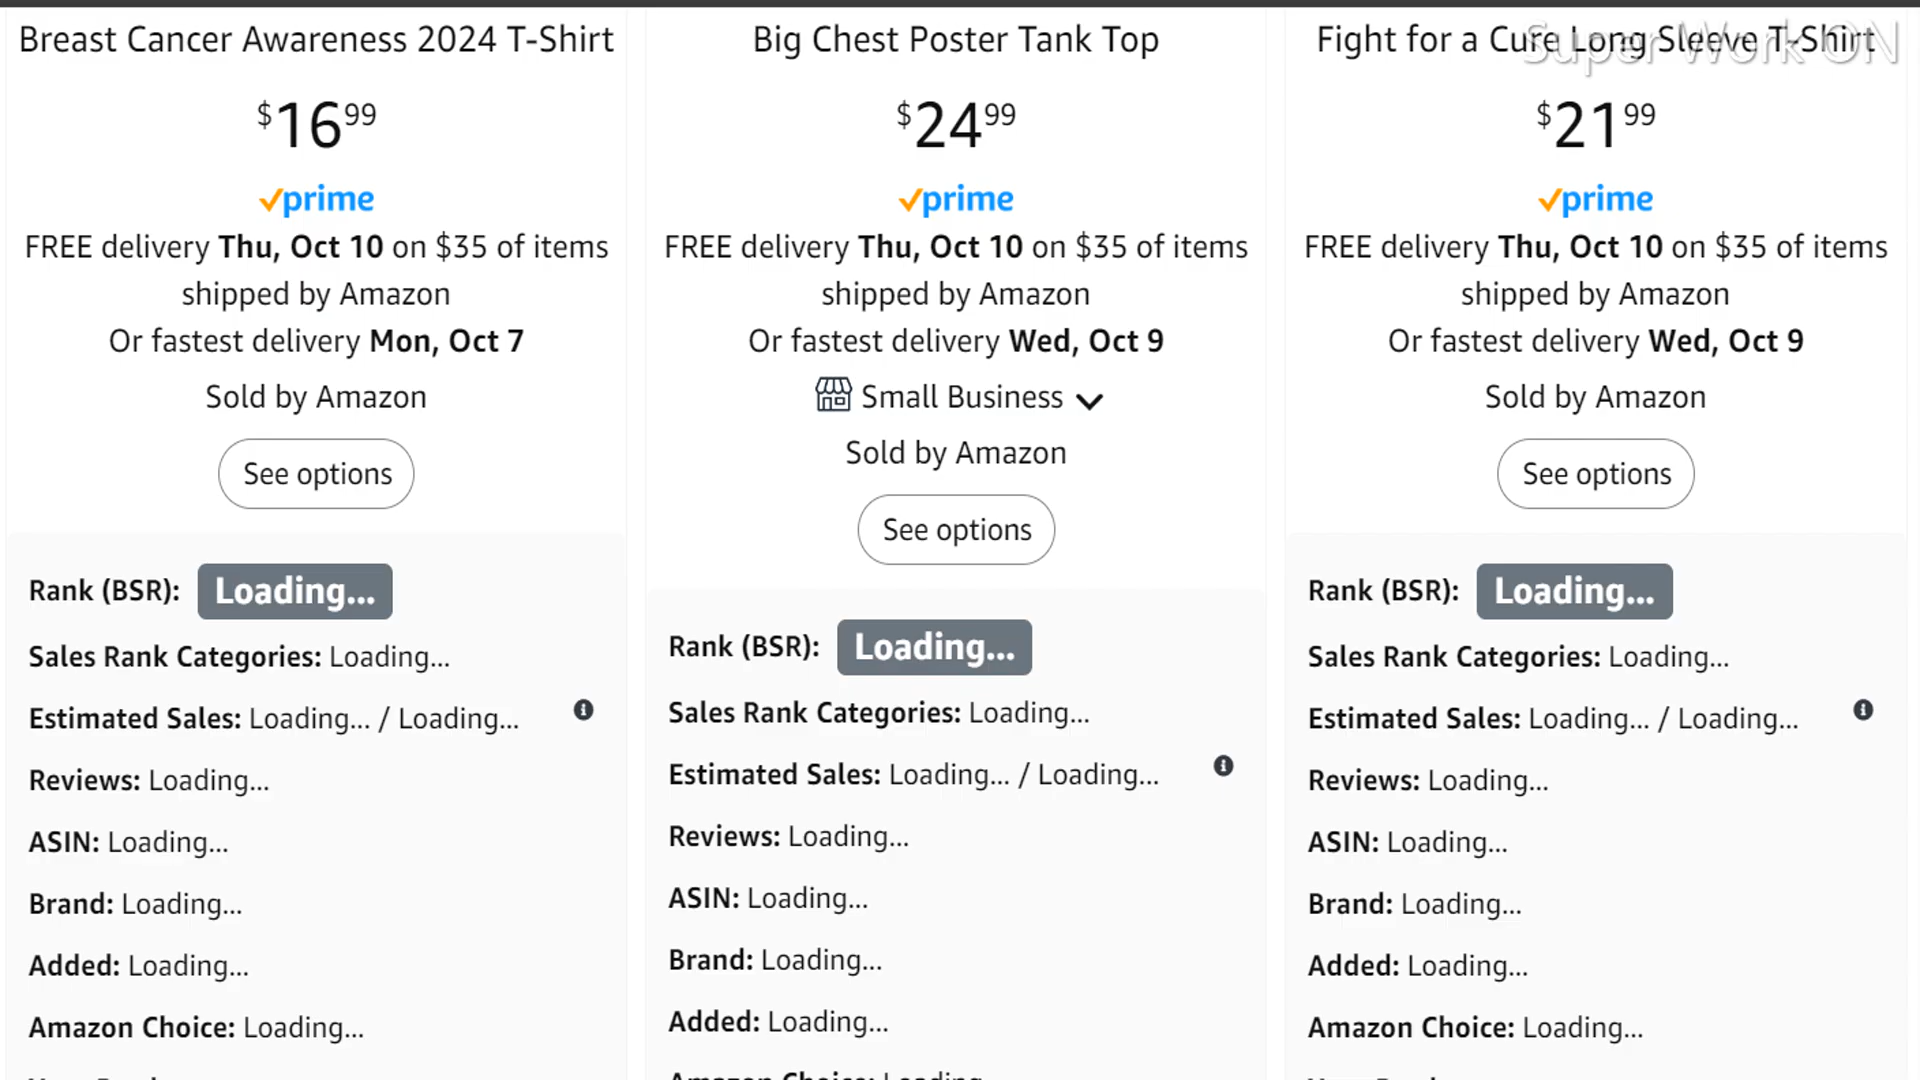 Breast Cancer Awareness 2024 T-Shirt
$16.99
prime
FREE delivery Thu, Oct 10 on $35 of items
shipped by Amazon
Or fastest delivery Mon, Oct 7
Sold by Amazon
See options
Rank (BSR): Loading...
Sales Rank Categories: Loading...
Estimated Sales: Loading... / Loading...
Reviews: Loading...
ASIN: Loading...
Brand: Loading...
Added: Loading...
Amazon Choice: Loading...
Big Chest Poster Tank Top
$24.99
prime
FREE delivery Thu, Oct 10 on $35 of items
shipped by Amazon
Or fastest delivery Wed, Oct 9
Small Business
Sold by Amazon
See options
Rank (BSR): Loading...
Sales Rank Categories: Loading...
Estimated Sales: Loading... / Loading...
Reviews: Loading...
ASIN: Loading...
Brand: Loading...
Added: Loading...
Amazon Choice: Loading...
Fight for a Cure Long Sleeve T-Shirt
Super Work ON
$21.99
prime
FREE delivery Thu, Oct 10 on $35 of items
shipped by Amazon
Or fastest delivery Wed, Oct 9
Sold by Amazon
See options
Rank (BSR): Loading...
Sales Rank Categories: Loading...
Estimated Sales: Loading... / Loading...
Reviews: Loading...
ASIN: Loading...
Brand: Loading...
Added: Loading...
Amazon Choice: Loading...